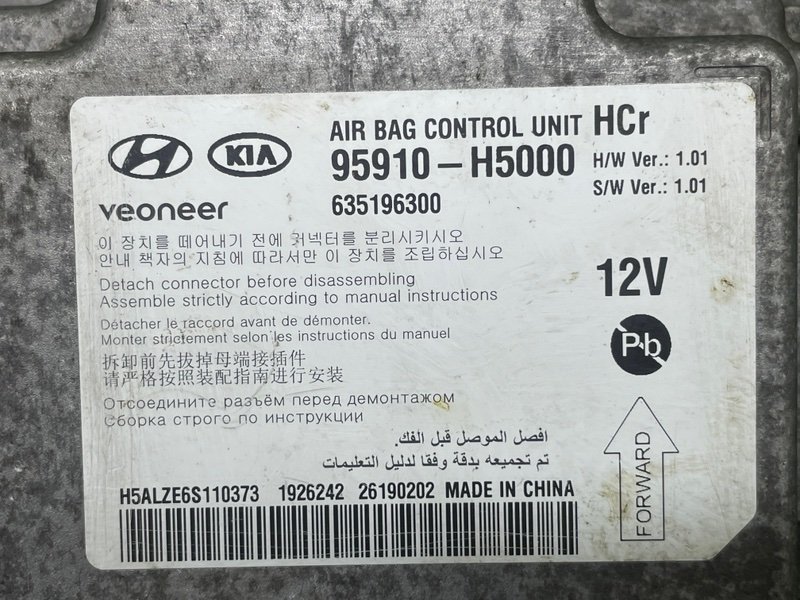 KIA
AIR BAG CONTROL UNIT HCr
95910-H5000
H/W Ver.: 1.01
S/W Ver.: 1.01
veoneer
635196300
이 장치를 떼어내기 전에 커넥터를 분리시키시오
안내 책자의 지침에 따라서만 이 장치를 조립하십시오
Detach connector before disassembling
Assemble strictly according to manual instructions
12V
Détacher le raccord avant de démonter.
Monter strictement selon les instructions du manuel
Pb
拆卸前先拔掉母端接插件
请严格按照装配指南进行安装
Отсоедините разъём перед демонтажом
Сборка строго по инструкции
افصل الموصل قبل الفك.
تم تجميعه بدقة وفقا لدليل التعليمات
FORWARD
H5ALZE6S110373 1926242 26190202 MADE IN CHINA